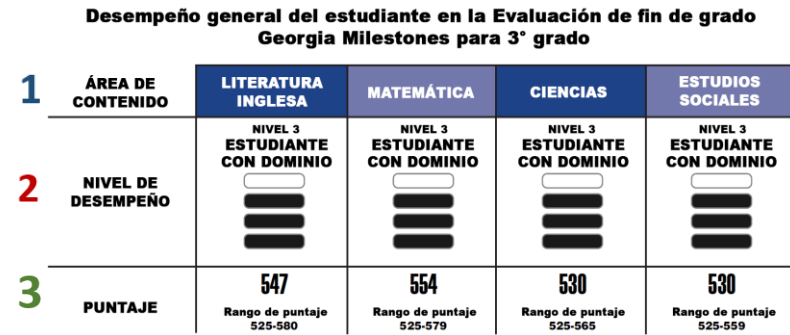 Desempeño general del estudiante en la Evaluación de fin de grado
Georgia Milestones para 3° grado
1
ÁREA DE
CONTENIDO
LITERATURA
INGLESA
MATEMÁTICA
CIENCIAS
ESTUDIOS
SOCIALES
2
NIVEL DE
DESEMPEÑO
NIVEL 3
ESTUDIANTE
CON DOMINIO
NIVEL 3
ESTUDIANTE
CON DOMINIO
NIVEL 3
ESTUDIANTE
CON DOMINIO
NIVEL 3
ESTUDIANTE
CON DOMINIO
3
PUNTAJE
547
Rango de puntaje
525-580
554
Rango de puntaje
525-579
530
Rango de puntaje
525-565
530
Rango de puntaje
525-559